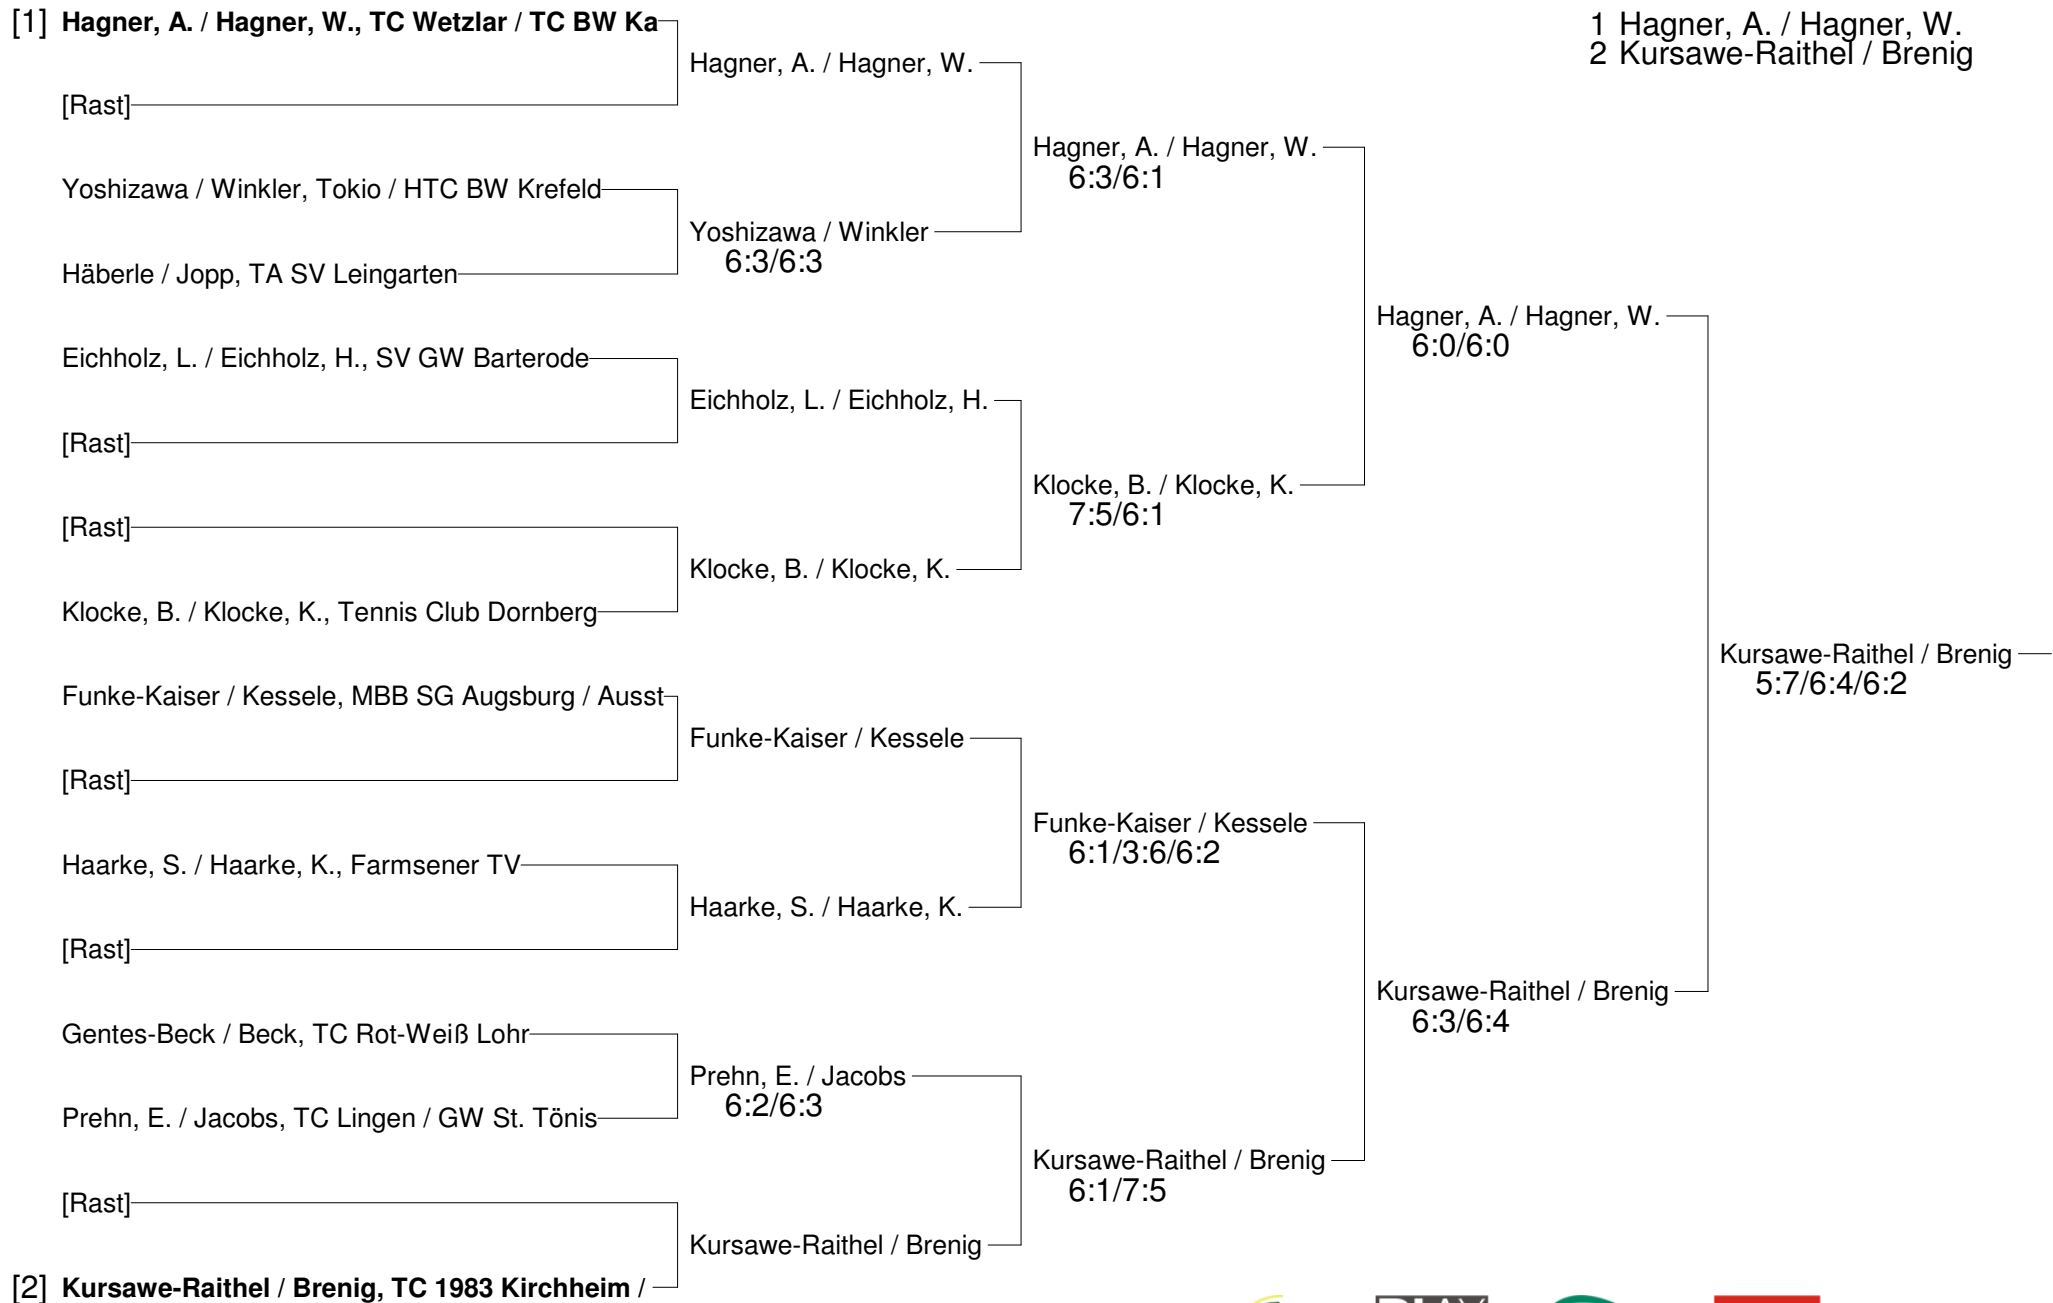 [1] Hagner, A. / Hagner, W., TC Wetzlar / TC BW Ka
1 Hagner, A. / Hagner, W.
2 Kursawe-Raithel / Brenig
Hagner, A. / Hagner, W.
[Rast]
Hagner, A. / Hagner, W.
6:3/6:1
Yoshizawa / Winkler, Tokio / HTC BW Krefeld
Yoshizawa / Winkler
6:3/6:3
Häberle / Jopp, TA SV Leingarten
Hagner, A. / Hagner, W.
6:0/6:0
Eichholz, L. / Eichholz, H., SV GW Barterode
Eichholz, L. / Eichholz, H.
[Rast]
Klocke, B. / Klocke, K.
7:5/6:1
[Rast]
Klocke, B. / Klocke, K.
Klocke, B. / Klocke, K., Tennis Club Dornberg
Kursawe-Raithel / Brenig
5:7/6:4/6:2
Funke-Kaiser / Kessele, MBB SG Augsburg / Ausst
Funke-Kaiser / Kessele
[Rast]
Funke-Kaiser / Kessele
6:1/3:6/6:2
Haarke, S. / Haarke, K., Farmsener TV
Haarke, S. / Haarke, K.
[Rast]
Kursawe-Raithel / Brenig
6:3/6:4
Gentes-Beck / Beck, TC Rot-Weiß Lohr
Prehn, E. / Jacobs
6:2/6:3
Prehn, E. / Jacobs, TC Lingen / GW St. Tönis
Kursawe-Raithel / Brenig
6:1/7:5
[Rast]
Kursawe-Raithel / Brenig
[2] Kursawe-Raithel / Brenig, TC 1983 Kirchheim /